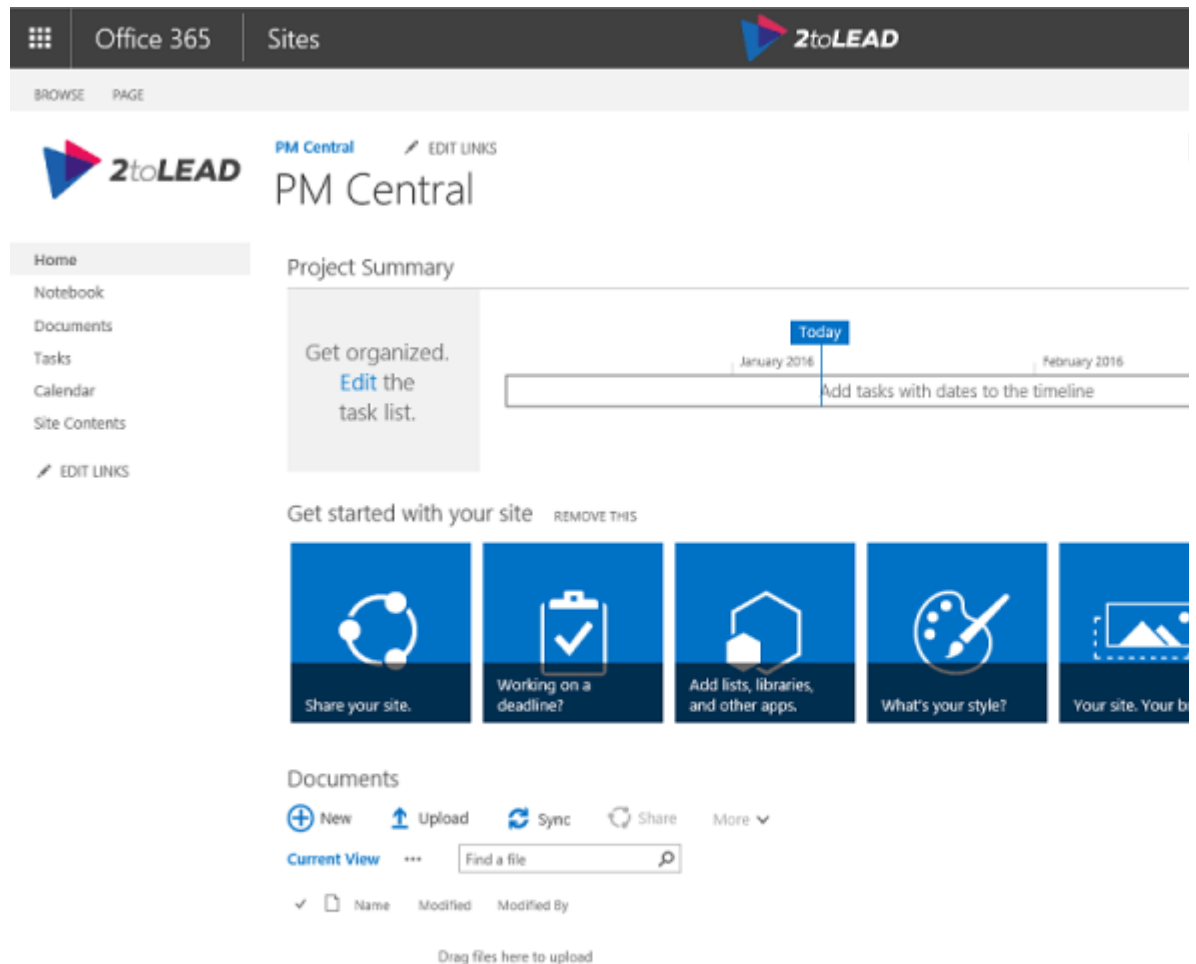 Office 365
Sites
2toLEAD
BROWSE PAGE
2toLEAD
PM Central EDIT LINKS
PM Central
Home
Notebook
Documents
Tasks
Calendar
Site Contents
EDIT LINKS
Project Summary
Get organized.
Edit the
task list.
Today
January 2016 February 2016
Add tasks with dates to the timeline
Get started with your site REMOVE THIS
Share your site.
Working on a
deadline?
Add lists, libraries,
and other apps.
What's your style?
Your site. Your
Documents
New Upload Sync Share More
Current View ··· Find a file
Name Modified Modified By
Drag files here to upload